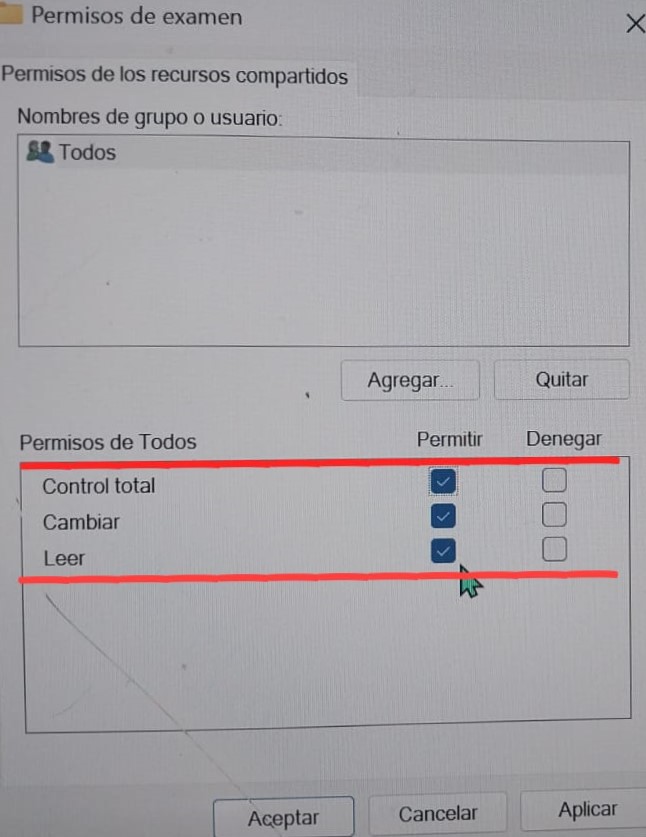 Permisos de examen
Permisos de los recursos compartidos
Nombres de grupo o usuario:
Todos
Agregar... Quitar
Permisos de Todos Permitir Denegar
Control total
Cambiar
Leer
Aceptar Cancelar Aplicar